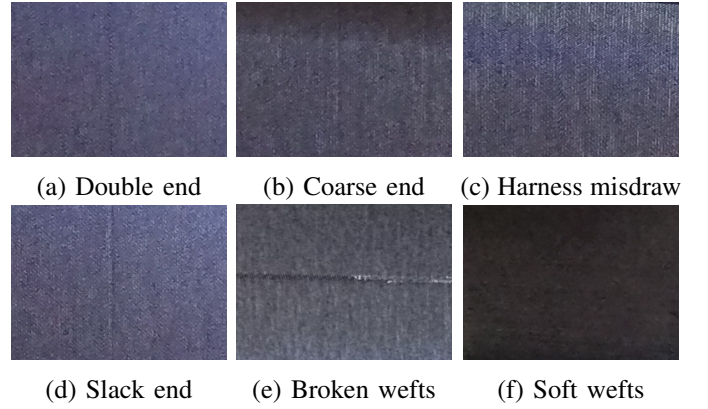 (a) Double end
(b) Coarse end
(c) Harness misdraw
(d) Slack end
(e) Broken wefts
(f) Soft wefts